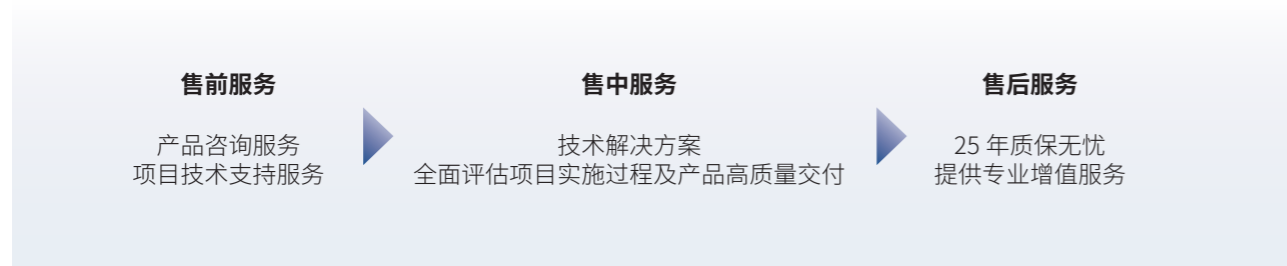 售前服务
产品咨询服务
项目技术支持服务
售中服务
技术解决方案
全面评估项目实施过程及产品高质量交付
售后服务
25 年质保无忧
提供专业增值服务